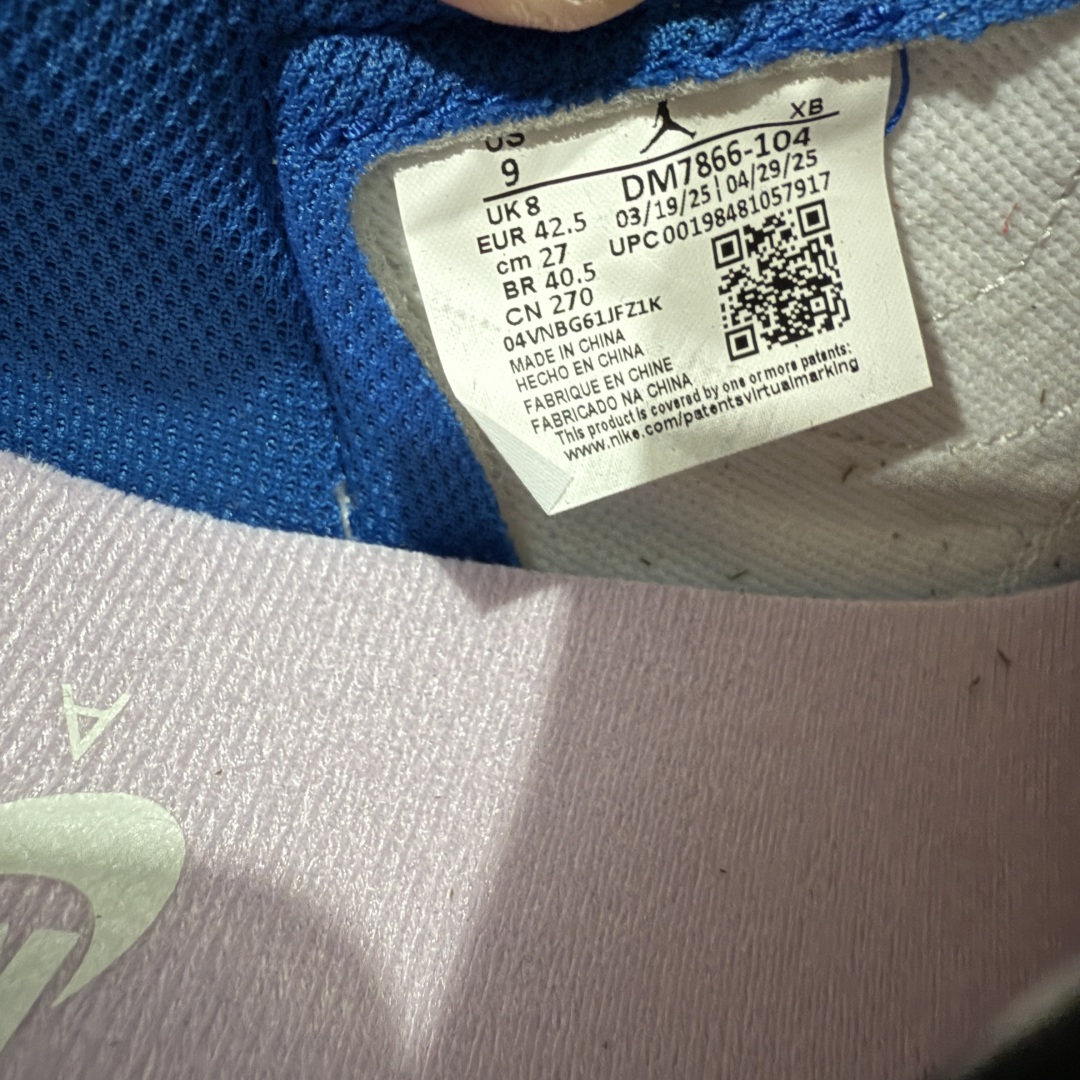 US
9
XB
UK 8
EUR 42.5
cm 27
BR 40.5
CN 270
DM7866-104
03/19/25 | 04/29/25
UPC 00198481057917
04VNBG61JFZ1K
MADE IN CHINA
HECHO EN CHINA
FABRIQUE EN CHINE
FABRICADO NA CHINA
This product is covered by one or more patents:
www.nike.com/patentsvirtualmarking
A